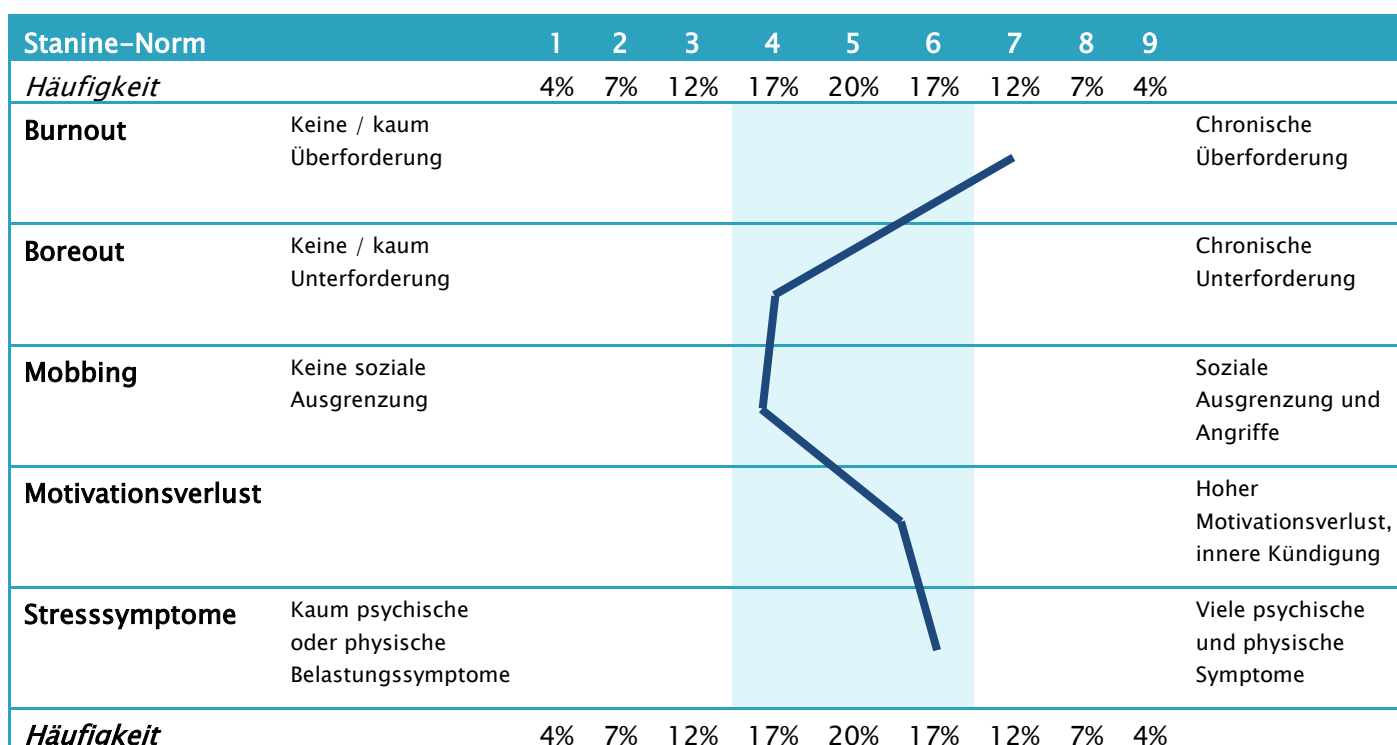 Stanine-Norm 1 2 3 4 5 6 7 8 9
Häufigkeit 4% 7% 12% 17% 20% 17% 12% 7% 4%
Burnout
Keine / kaum
Überforderung
Chronische
Überforderung
Boreout
Keine / kaum
Unterforderung
Chronische
Unterforderung
Mobbing
Keine soziale
Ausgrenzung
Soziale
Ausgrenzung und
Angriffe
Motivationsverlust
Hoher
Motivationsverlust,
innere Kündigung
Stresssymptome
Kaum psychische
oder physische
Belastungssymptome
Viele psychische
und physische
Symptome
Häufigkeit 4% 7% 12% 17% 20% 17% 12% 7% 4%